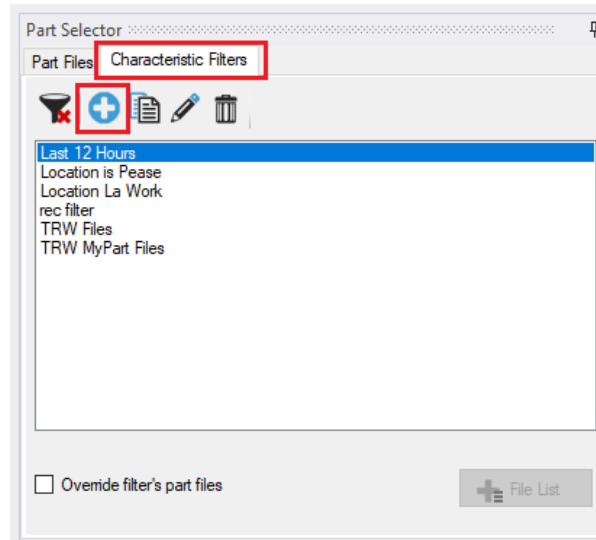 Part Selector
Part Files Characteristic Filters
Last 12 Hours
Location is Pease
Location La Work
rec filter
TRW Files
TRW MyPart Files
Override filter's part files
File List